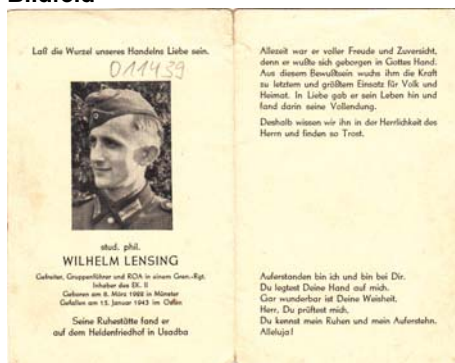 Bildfeld
Laß die Wurzel unseres Handelns Liebe sein.
011439
stud. phil.
WILHELM LENSING
Gefreiter, Gruppenführer und ROA in einem Gren.-Rgt.
Inhaber des EK. II
Geboren am 8. März 1922 in Münster
Gefallen am 13. Januar 1943 im Osten
Seine Ruhestätte fand er
auf dem Heldenfriedhof in Usadba
Allezeit war er voller Freude und Zuversicht,
denn er wußte sich geborgen in Gottes Hand.
Aus diesem Bewußtsein wuchs ihm die Kraft
zu letztem und größtem Einsatz für Volk und
Heimat. In Liebe gab er sein Leben hin und
fand darin seine Vollendung.
Deshalb wissen wir ihn in der Herrlichkeit des
Herrn und finden so Trost.
Auferstanden bin ich und bin bei Dir.
Du legtest Deine Hand auf mich.
Gar wunderbar ist Deine Weisheit,
Herr, Du prüftest mich,
Du kennst mein Ruhen und mein Auferstehn.
Alleluja!